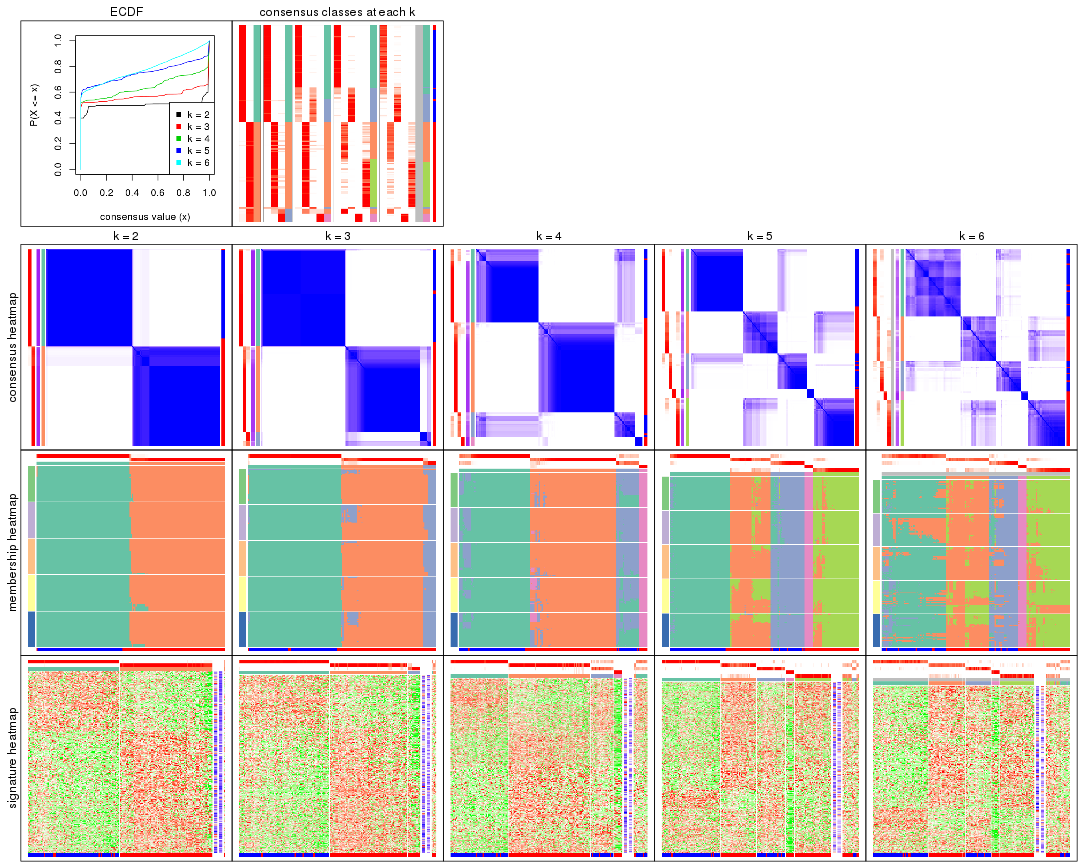 ECDF
consensus classes at each k
P(X <= x)
0.0 0.2 0.4 0.6 0.8 1.0
k = 2
k = 3
k = 4
k = 5
k = 6
0.0 0.2 0.4 0.6 0.8 1.0
consensus value (x)
k = 2 k = 3 k = 4 k = 5 k = 6
consensus heatmap
membership heatmap
signature heatmap